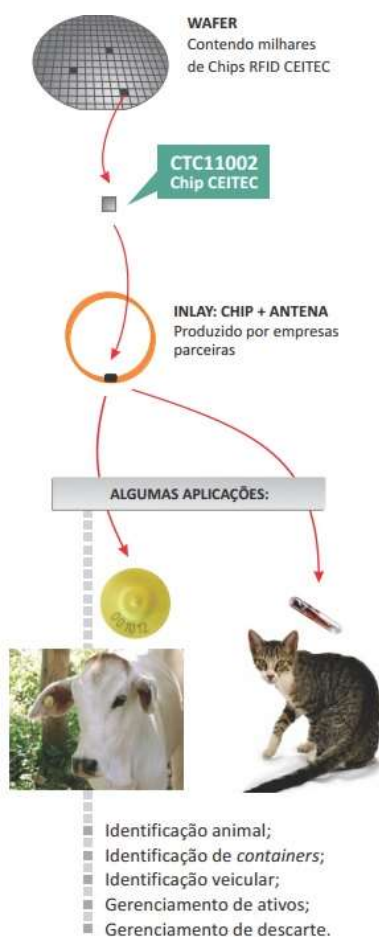 WAFER
Contendo milhares
de Chips RFID CEITEC
CTC11002
Chip CEITEC
INLAY: CHIP + ANTENA
Produzido por empresas
parceiras
ALGUMAS APLICAÇÕES:
001012
Identificação animal;
Identificação de containers;
Identificação veicular;
Gerenciamento de ativos;
Gerenciamento de descarte.